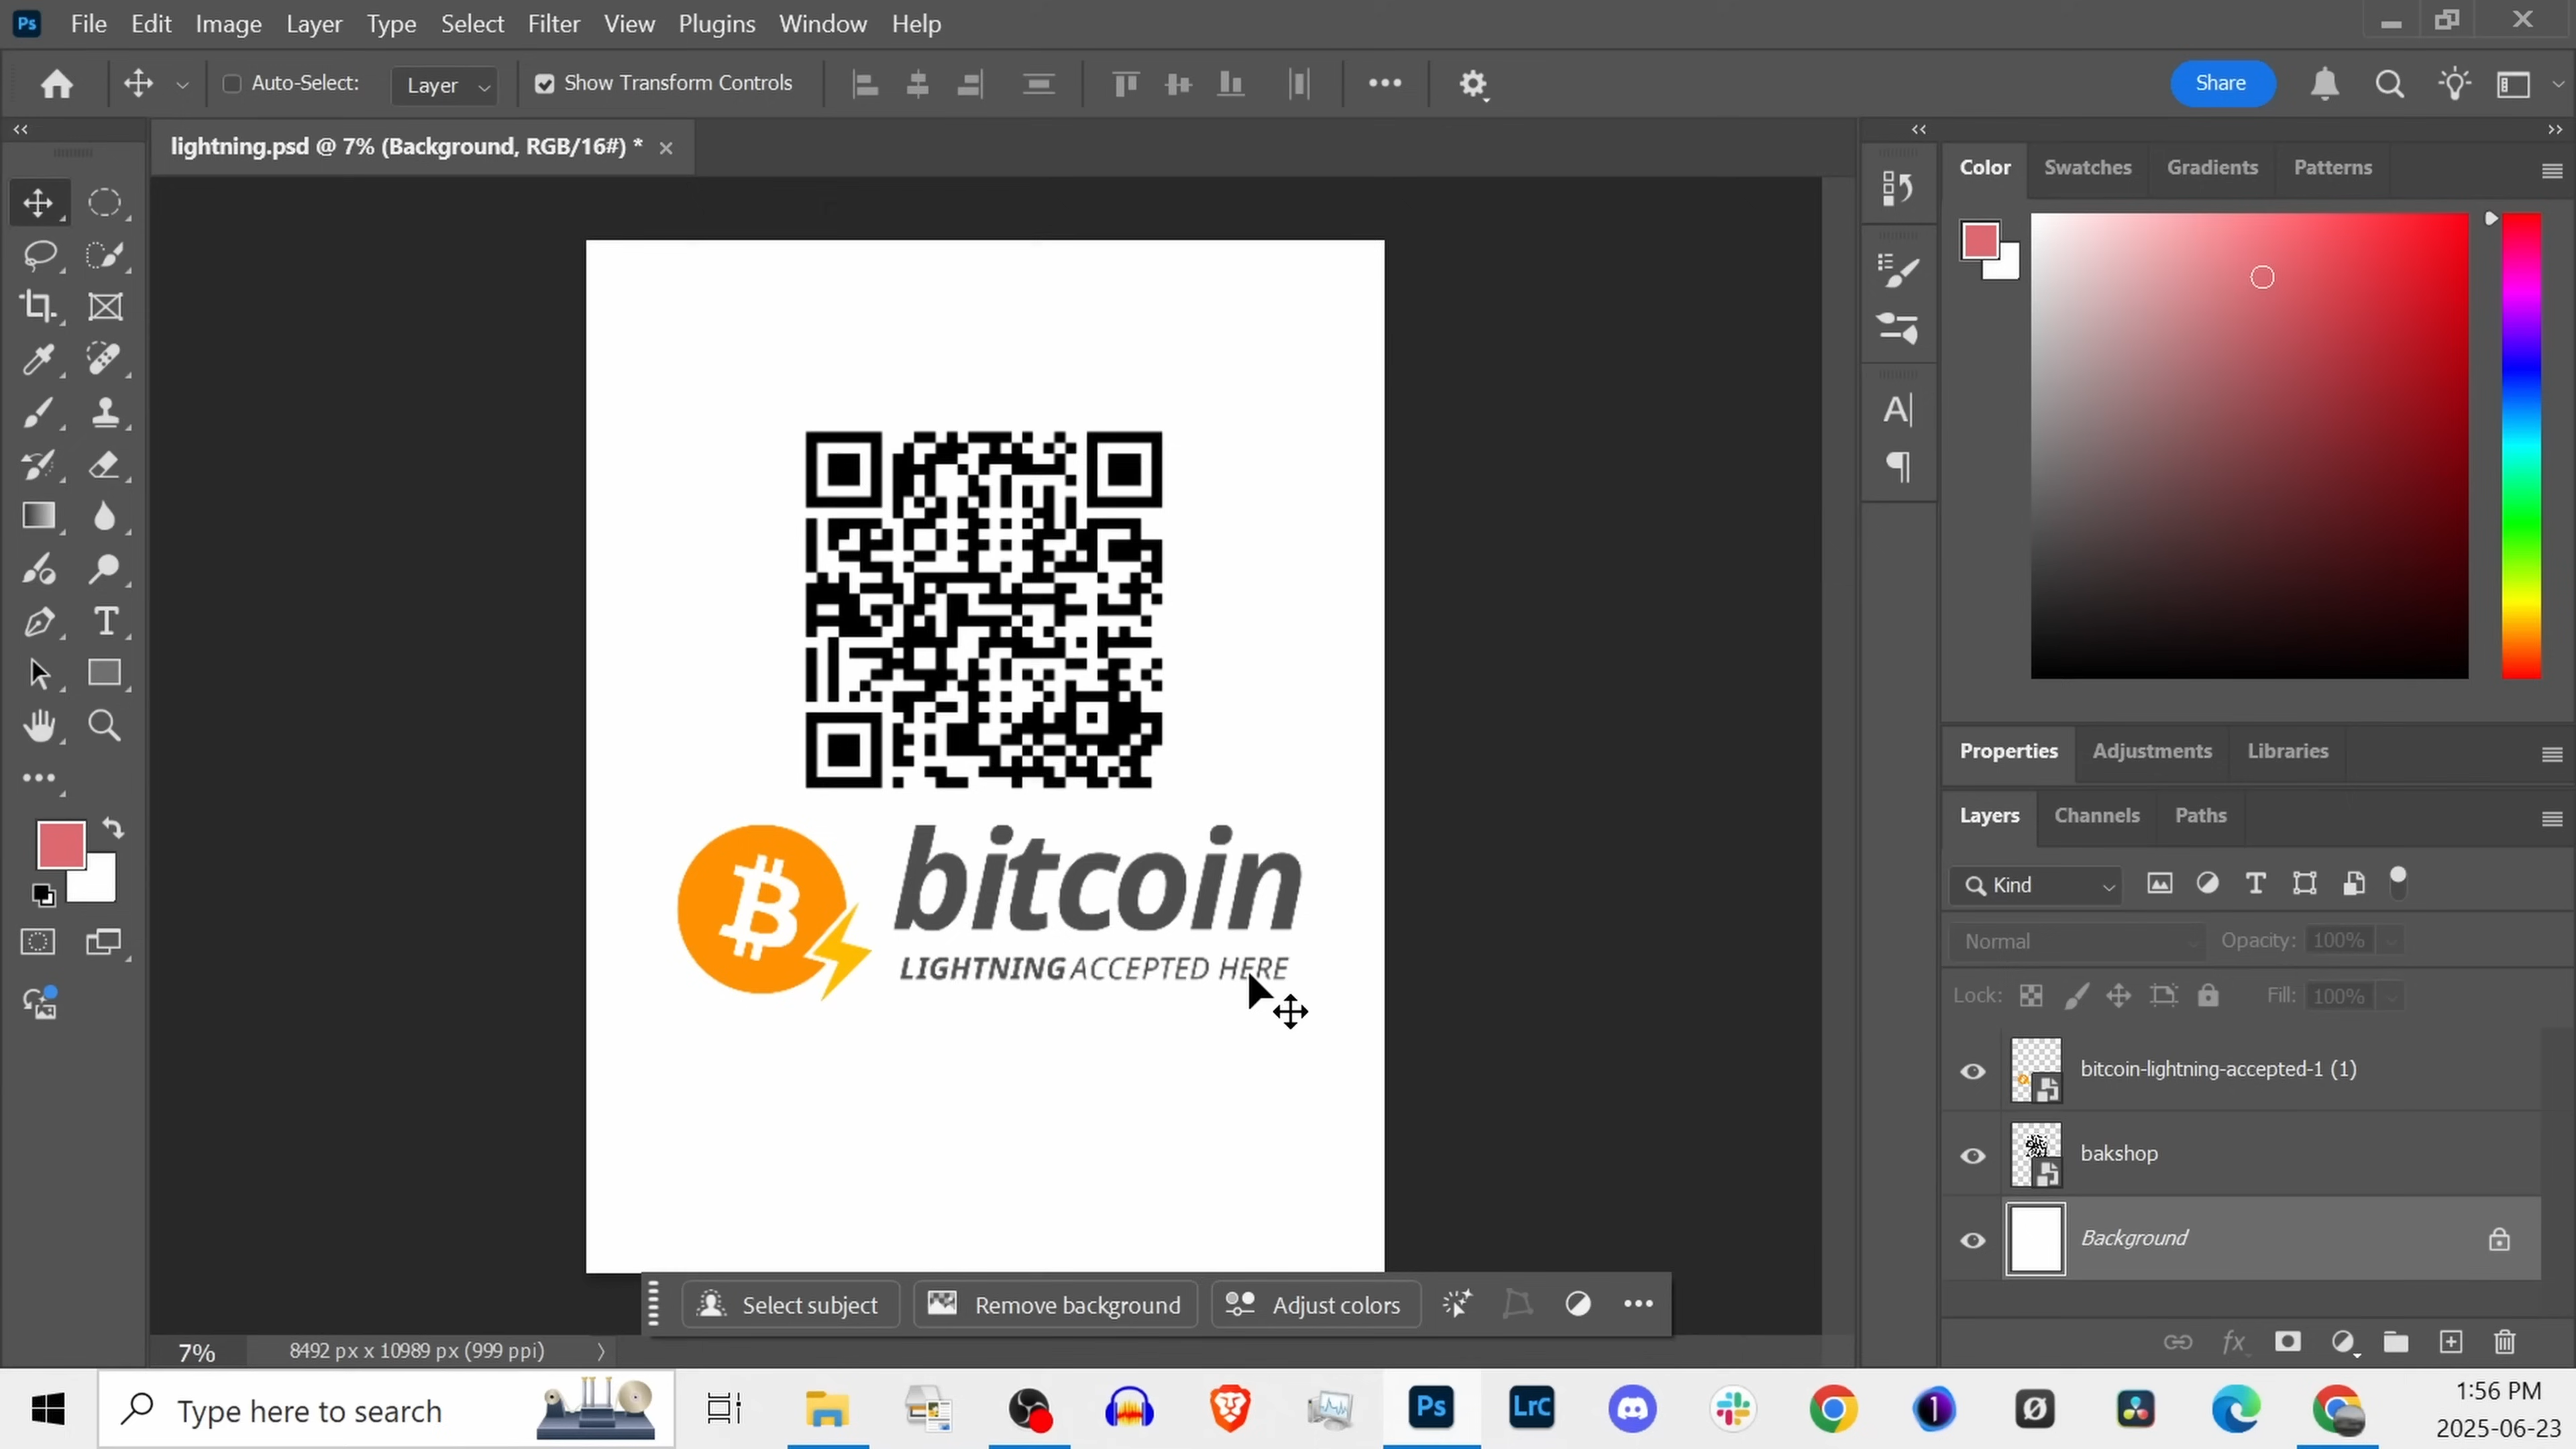 Ps File Edit Image Layer Type Select Filter View Plugins Window Help
Auto-Select: Layer Show Transform Controls Share
lightning.psd @ 7% (Background, RGB/16#) *
Color Swatches Gradients Patterns
bitcoin
LIGHTNING ACCEPTED HERE
Properties Adjustments Libraries
Layers Channels Paths
Kind
Normal Opacity: 100%
Lock: Fill: 100%
bitcoin-lightning-accepted-1 (1)
bakshop
Background
Select subject Remove background Adjust colors
7% 8492 px x 10989 px (999 ppi)
Type here to search
Ps LrC
1:56 PM
2025-06-23